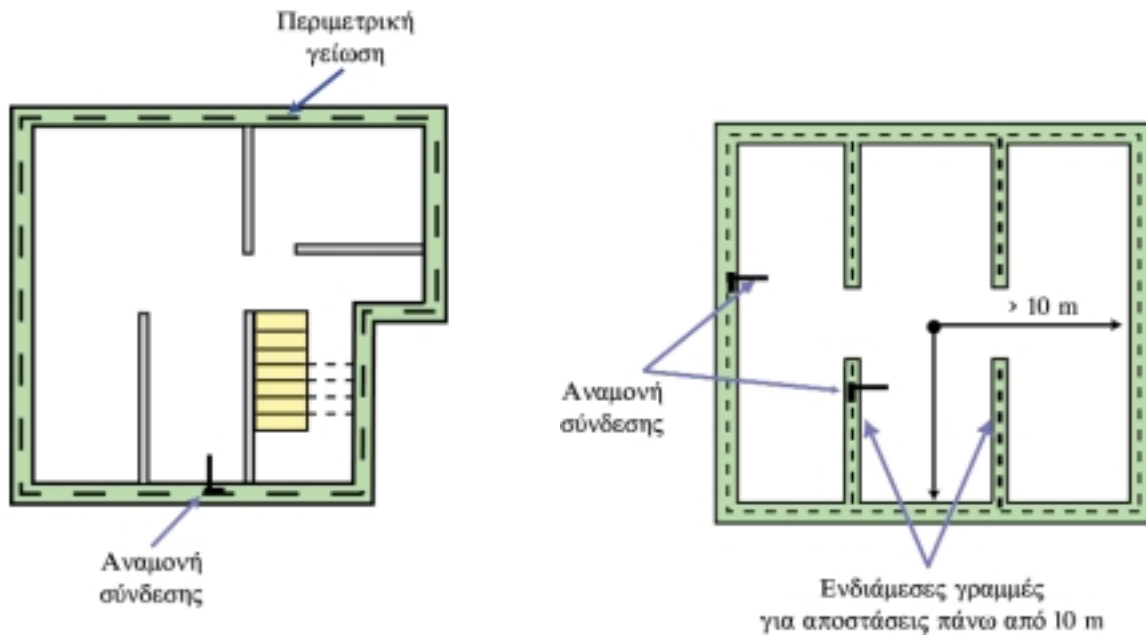 Περιμετρική
γείωση
Αναμονή
σύνδεσης
> 10 m
Αναμονή
σύνδεσης
Ενδιάμεσες γραμμές
για αποστάσεις πάνω από 10 m